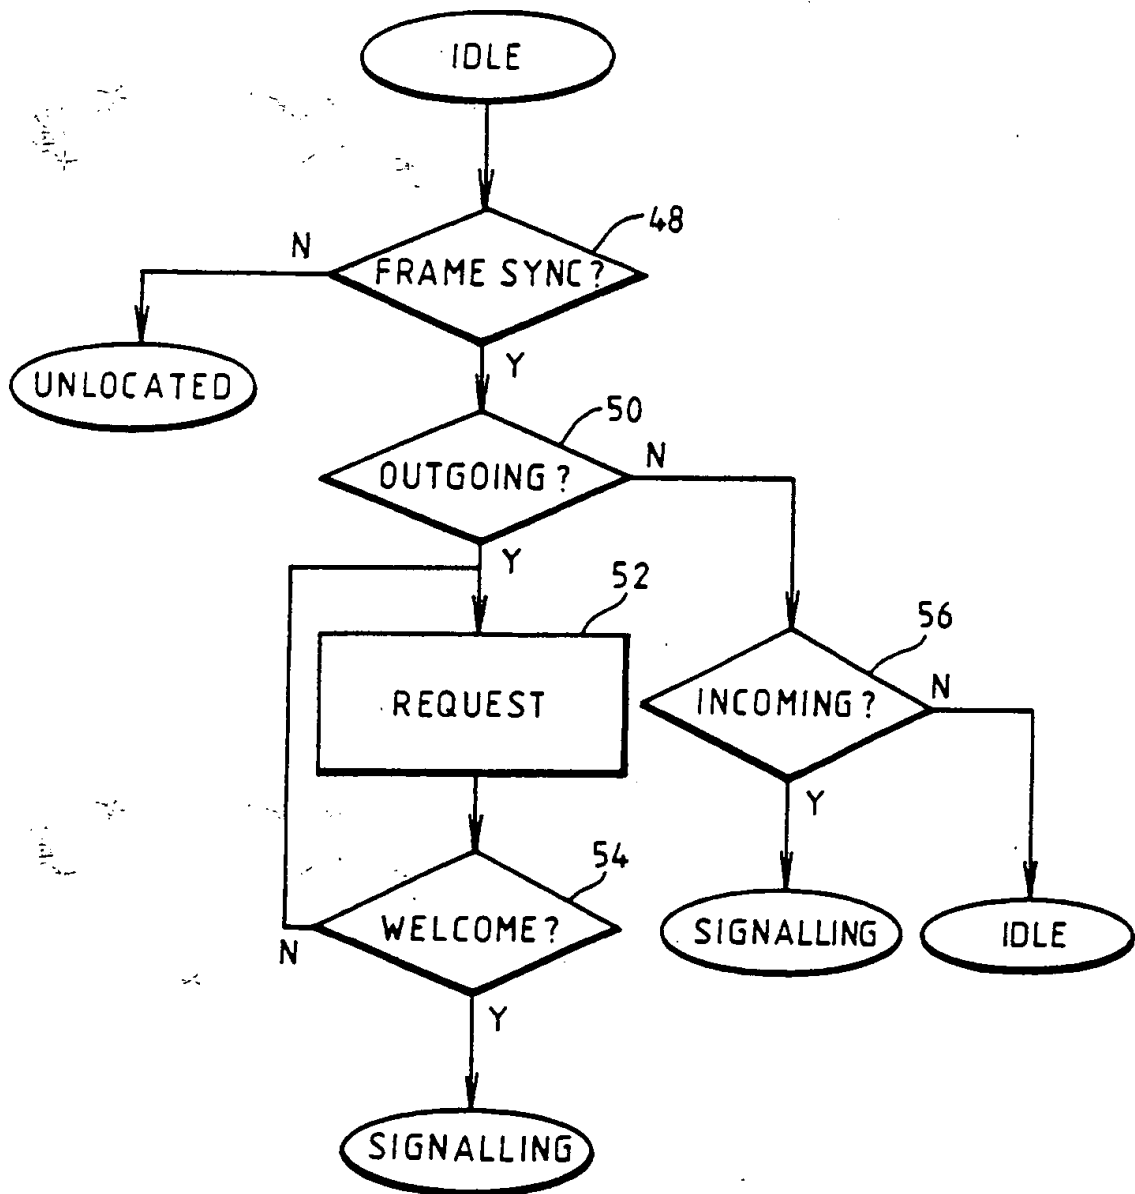 IDLE
48
N
FRAME SYNC?
Y
UNLOCATED
50
N
OUTGOING?
Y
52
56
REQUEST
INCOMING?
N
Y
54
WELCOME?
N
SIGNALLING
IDLE
Y
SIGNALLING